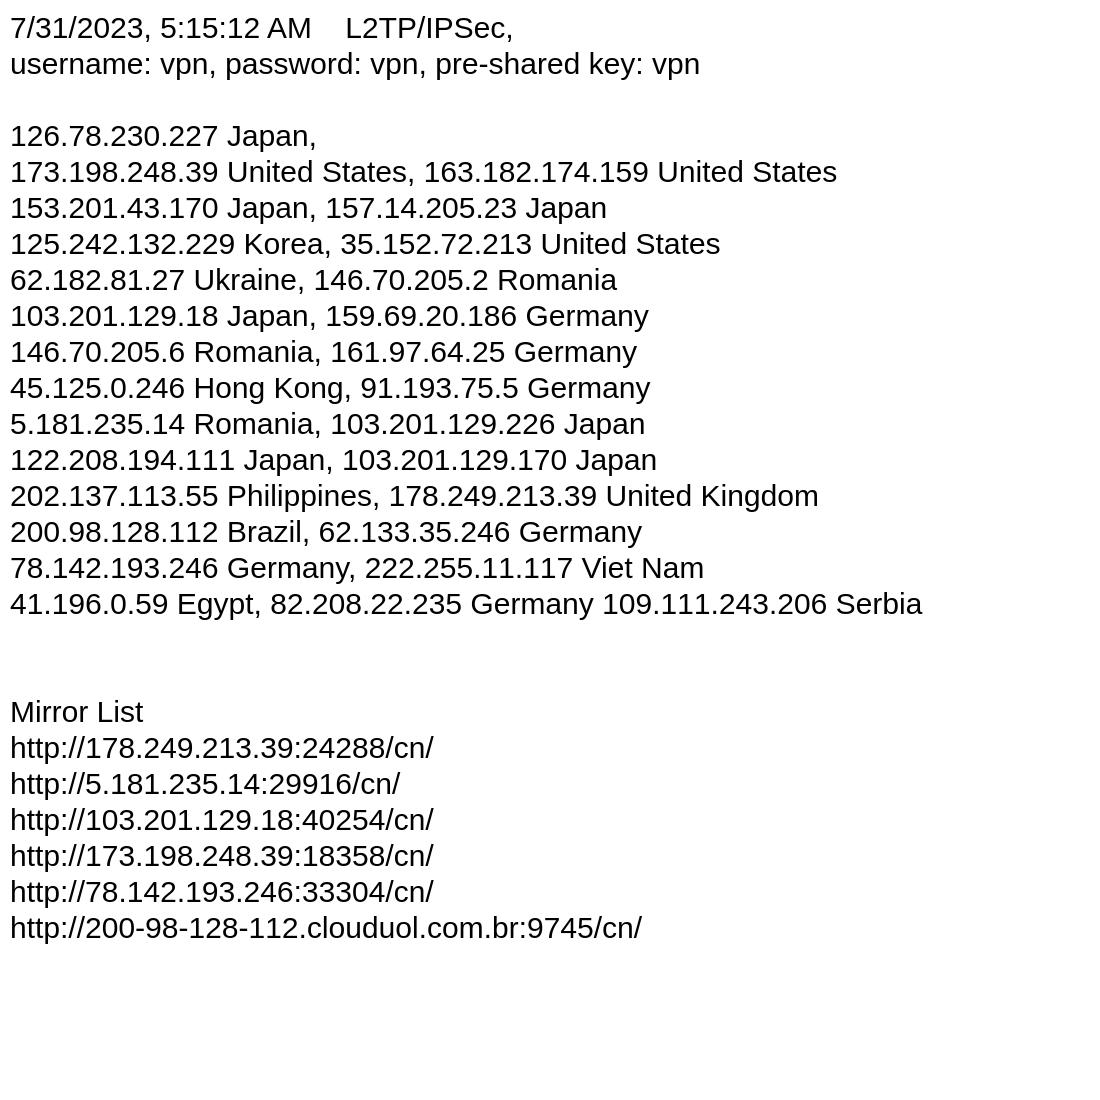 7/31/2023, 5:15:12 AM    L2TP/IPSec,
username: vpn, password: vpn, pre-shared key: vpn
126.78.230.227 Japan,
173.198.248.39 United States, 163.182.174.159 United States
153.201.43.170 Japan, 157.14.205.23 Japan
125.242.132.229 Korea, 35.152.72.213 United States
62.182.81.27 Ukraine, 146.70.205.2 Romania
103.201.129.18 Japan, 159.69.20.186 Germany
146.70.205.6 Romania, 161.97.64.25 Germany
45.125.0.246 Hong Kong, 91.193.75.5 Germany
5.181.235.14 Romania, 103.201.129.226 Japan
122.208.194.111 Japan, 103.201.129.170 Japan
202.137.113.55 Philippines, 178.249.213.39 United Kingdom
200.98.128.112 Brazil, 62.133.35.246 Germany
78.142.193.246 Germany, 222.255.11.117 Viet Nam
41.196.0.59 Egypt, 82.208.22.235 Germany 109.111.243.206 Serbia
Mirror List
http://178.249.213.39:24288/cn/
http://5.181.235.14:29916/cn/
http://103.201.129.18:40254/cn/
http://173.198.248.39:18358/cn/
http://78.142.193.246:33304/cn/
http://200-98-128-112.clouduol.com.br:9745/cn/